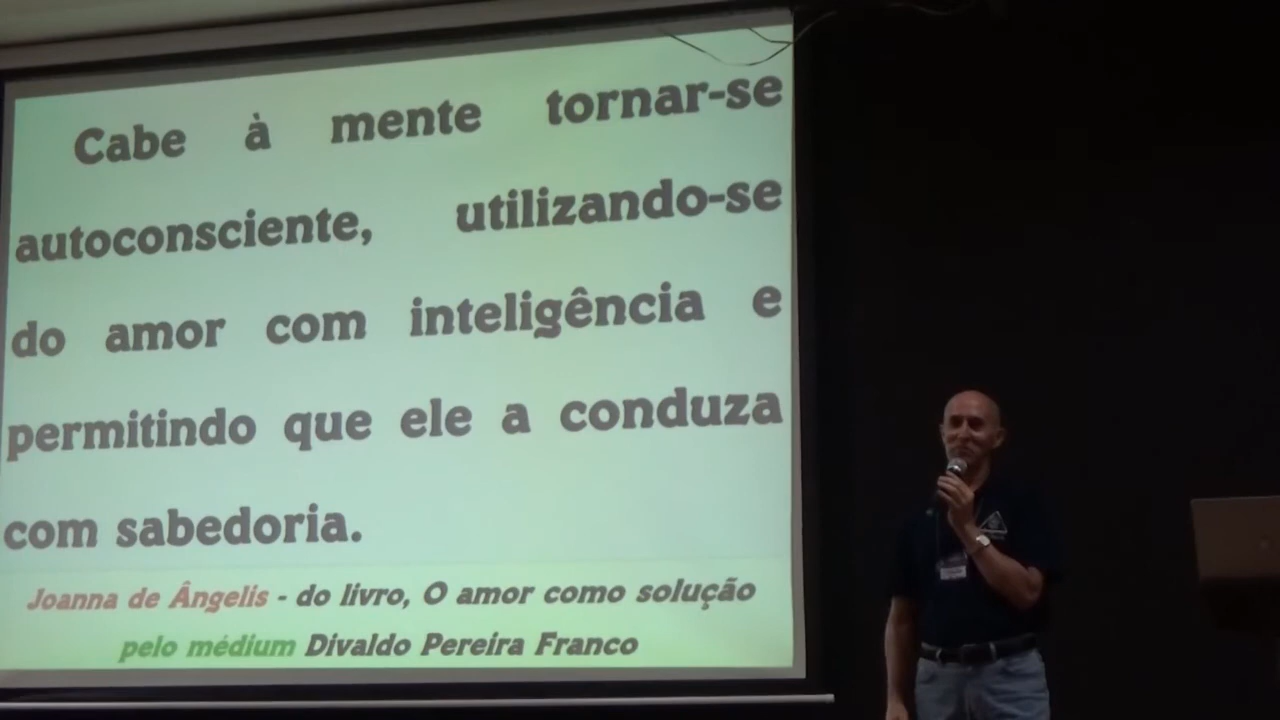 Cabe à mente tornar-se
autoconsciente, utilizando-se
do amor com inteligência e
permitindo que ele a conduza
com sabedoria.
Joanna de Ângelis - do livro, O amor como solução
pelo médium Divaldo Pereira Franco